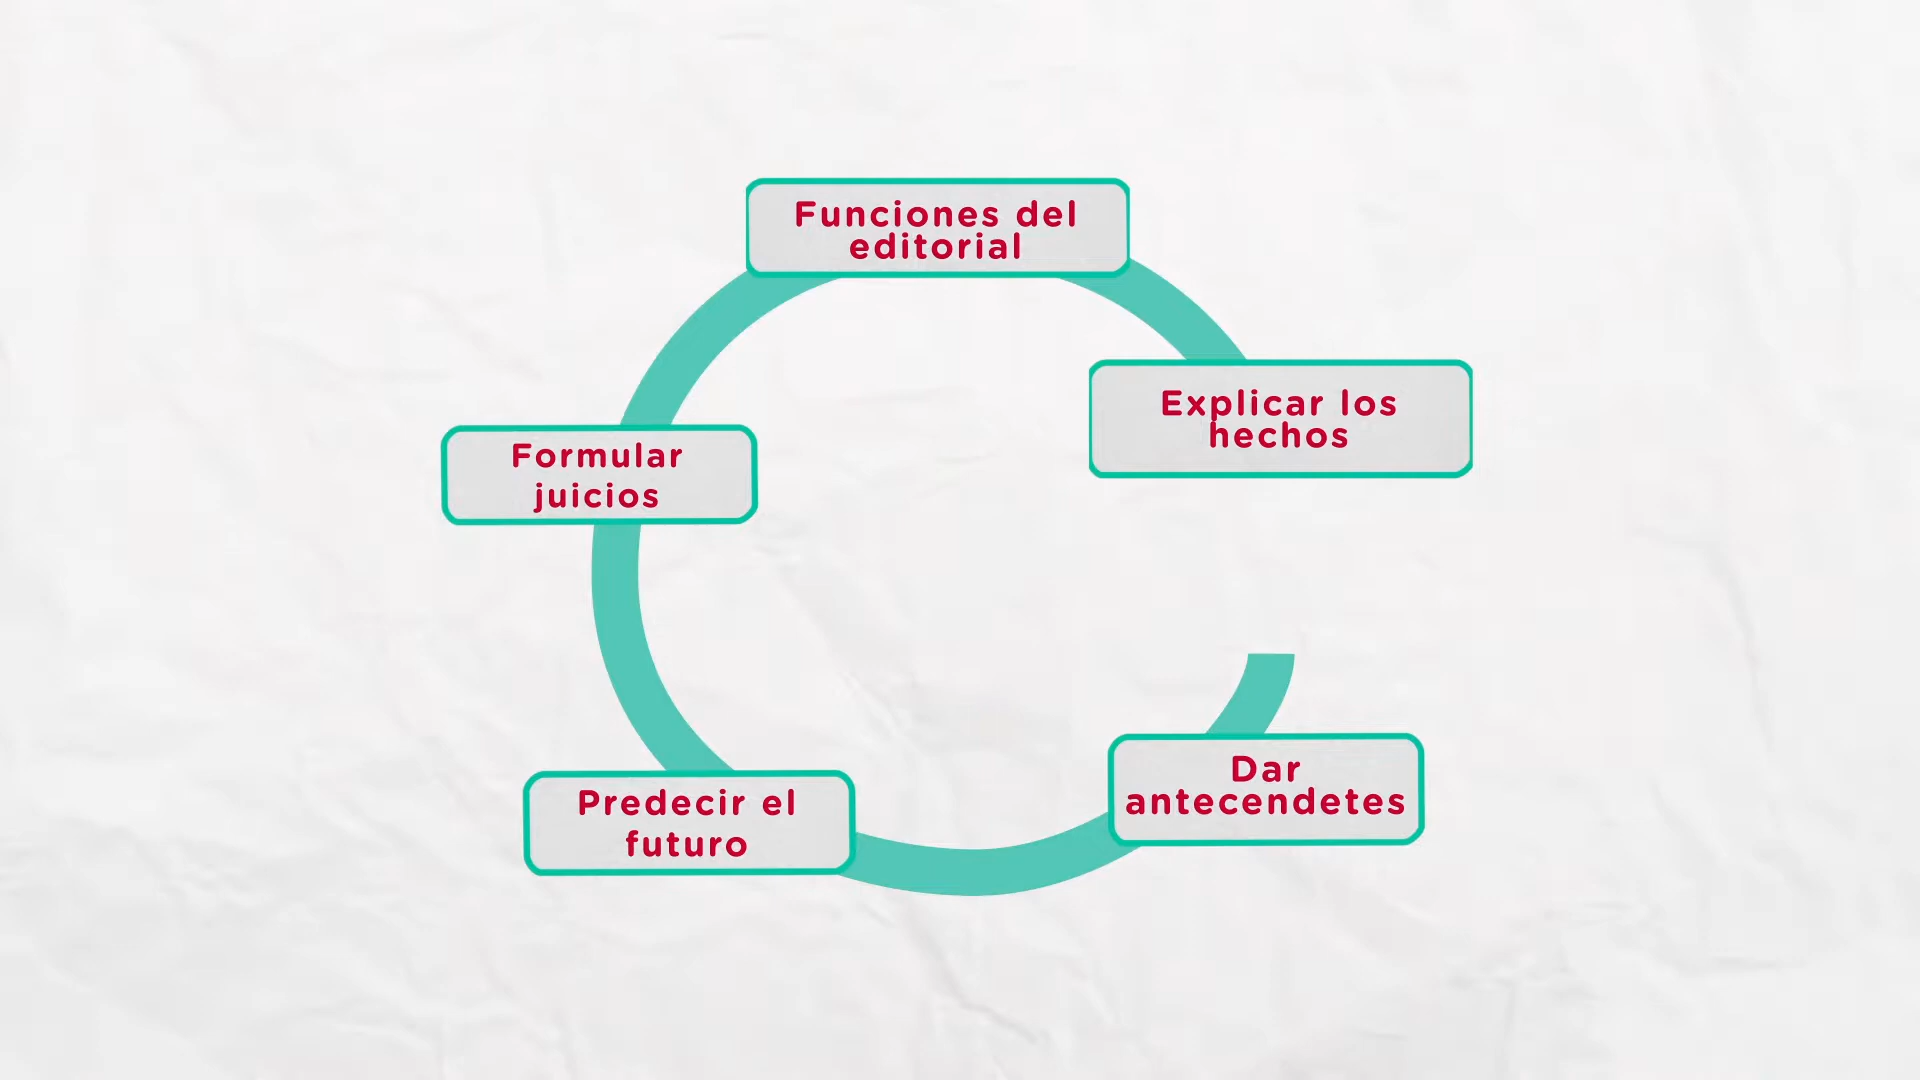 Funciones del
editorial
Explicar los
hechos
Formular
juicios
Dar
antecendetes
Predecir el
futuro